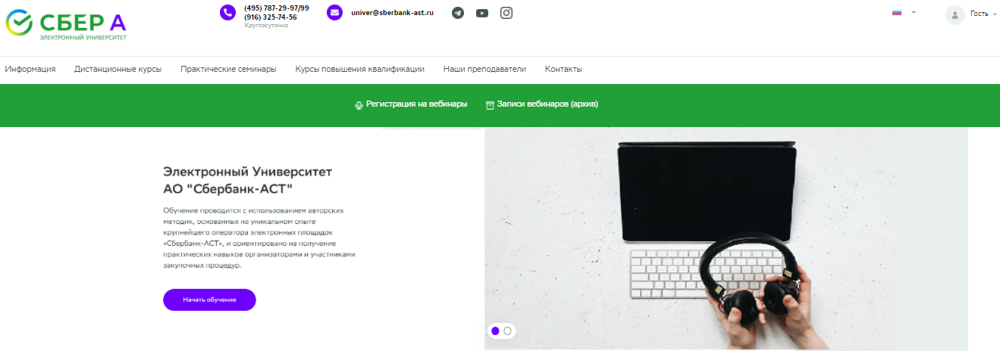 СБЕР А
ЭЛЕКТРОННЫЙ УНИВЕРСИТЕТ
(495) 787-29-97/99
(916) 325-74-56
Круглосуточно
univer@sberbank-ast.ru
Гость
Информация
Дистанционные курсы
Практические семинары
Курсы повышения квалификации
Наши преподаватели
Контакты
Регистрация на вебинары
Записи вебинаров (архив)
Электронный Университет
АО "Сбербанк-АСТ"
Обучение проводится с использованием авторских
методик, основанных на уникальном опыте
крупнейшего оператора электронных площадок
«Сбербанк-АСТ», и ориентировано на получение
практических навыков организаторами и участниками
закупочных процедур.
Начать обучение